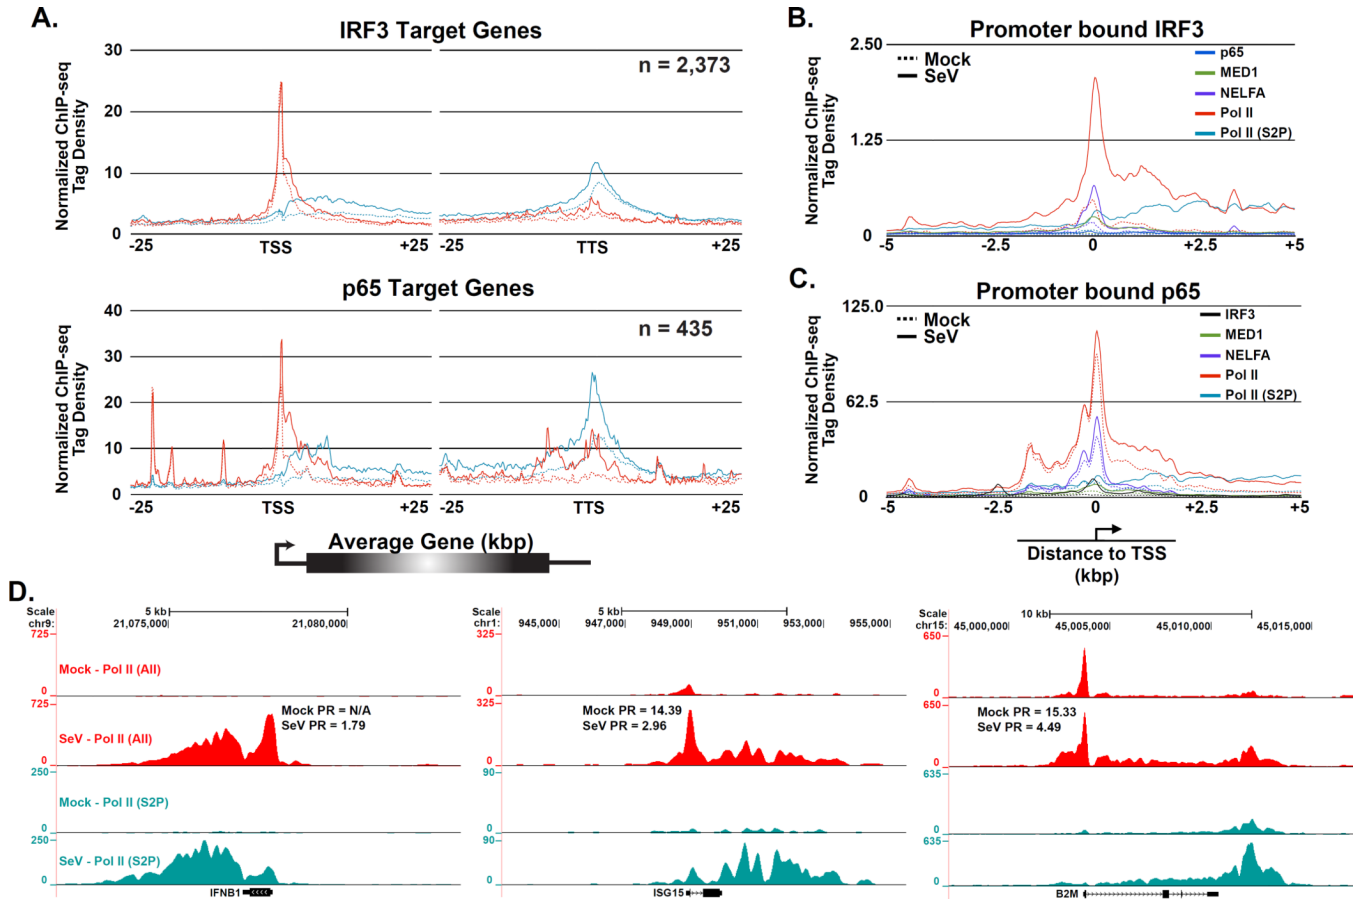 A.
IRF3 Target Genes
n = 2,373
Normalized ChIP-seq
Tag Density
30
20
10
0
-25
TSS
+25
-25
TTS
+25
p65 Target Genes
n = 435
Normalized ChIP-seq
Tag Density
40
30
20
10
0
-25
TSS
+25
-25
TTS
+25
Average Gene (kbp)
B.
Promoter bound IRF3
Normalized ChIP-seq
Tag Density
2.50
1.25
0
Mock
SeV
p65
MED1
NELFA
Pol II
Pol II (S2P)
-5
-2.5
0
+2.5
+5
C.
Promoter bound p65
Normalized ChIP-seq
Tag Density
125.0
62.5
0
Mock
SeV
IRF3
MED1
NELFA
Pol II
Pol II (S2P)
-5
-2.5
0
+2.5
+5
Distance to TSS
(kbp)
D.
Scale
chr9:
5 kb
21,075,000
21,080,000
725
Mock - Pol II (All)
0
725
Mock PR = N/A
SeV PR = 1.79
SeV - Pol II (All)
0
250
Mock - Pol II (S2P)
0
250
SeV - Pol II (S2P)
0
IFNB1
Scale
chr1:
5 kb
945,000
947,000
949,000
951,000
953,000
955,000
325
0
325
Mock PR = 14.39
SeV PR = 2.96
0
90
0
90
0
ISG15
Scale
chr15:
10 kb
45,000,000
45,005,000
45,010,000
45,015,000
650
0
650
Mock PR = 15.33
SeV PR = 4.49
0
635
0
635
0
B2M